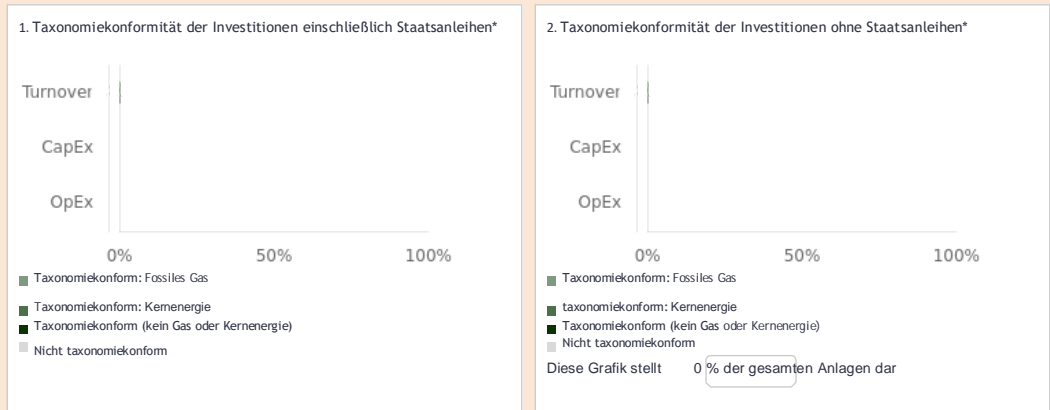 1. Taxonomiekonformität der Investitionen einschließlich Staatsanleihen*
Turnover
CapEx
OpEx
0% 50% 100%
Taxonomiekonform: Fossiles Gas
Taxonomiekonform: Kernenergie
Taxonomiekonform (kein Gas oder Kernenergie)
Nicht taxonomiekonform
2. Taxonomiekonformität der Investitionen ohne Staatsanleihen*
Turnover
CapEx
OpEx
0% 50% 100%
Taxonomiekonform: Fossiles Gas
taxonomiekonform: Kernenergie
Taxonomiekonform (kein Gas oder Kernenergie)
Nicht taxonomiekonform
Diese Grafik stellt 0 % der gesamten Anlagen dar